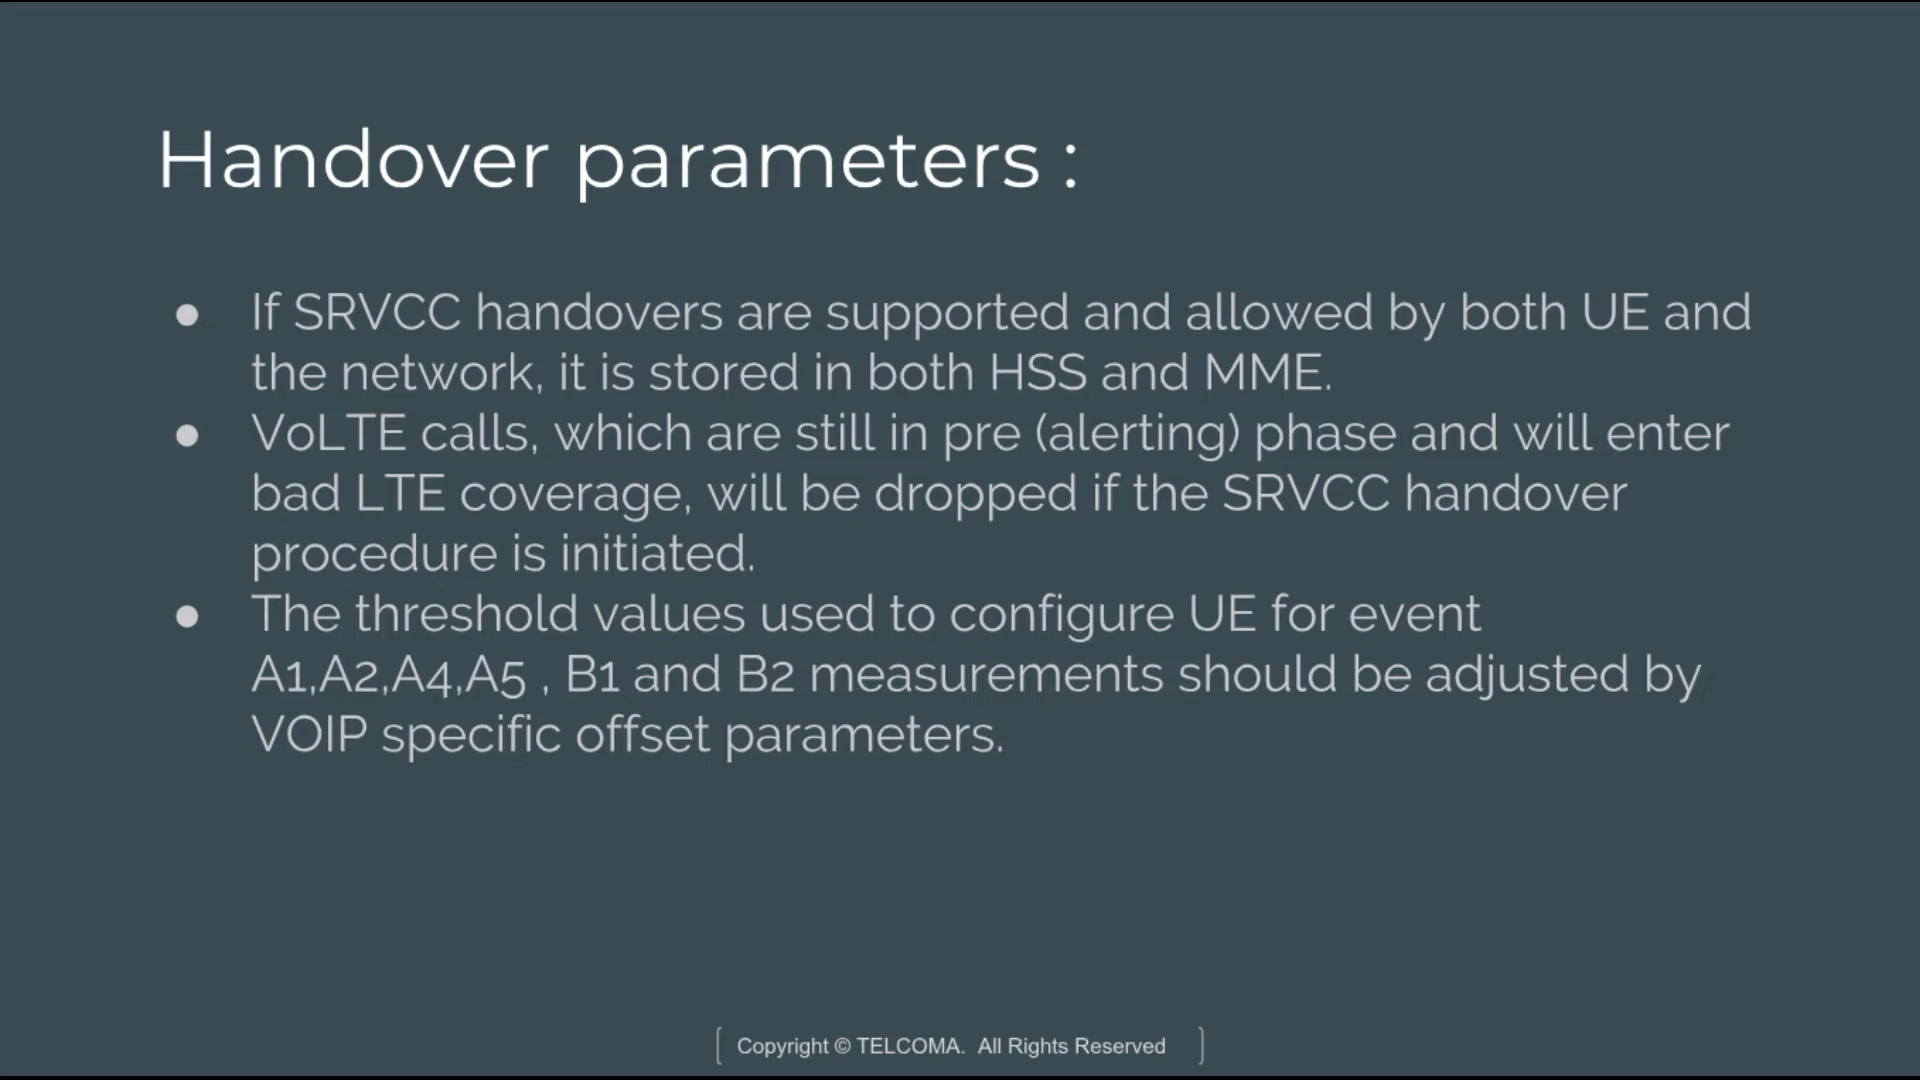 Handover parameters :
● If SRVCC handovers are supported and allowed by both UE and
the network, it is stored in both HSS and MME.
● VoLTE calls, which are still in pre (alerting) phase and will enter
bad LTE coverage, will be dropped if the SRVCC handover
procedure is initiated.
● The threshold values used to configure UE for event
A1,A2,A4,A5 , B1 and B2 measurements should be adjusted by
VOIP specific offset parameters.
[ Copyright © TELCOMA. All Rights Reserved ]